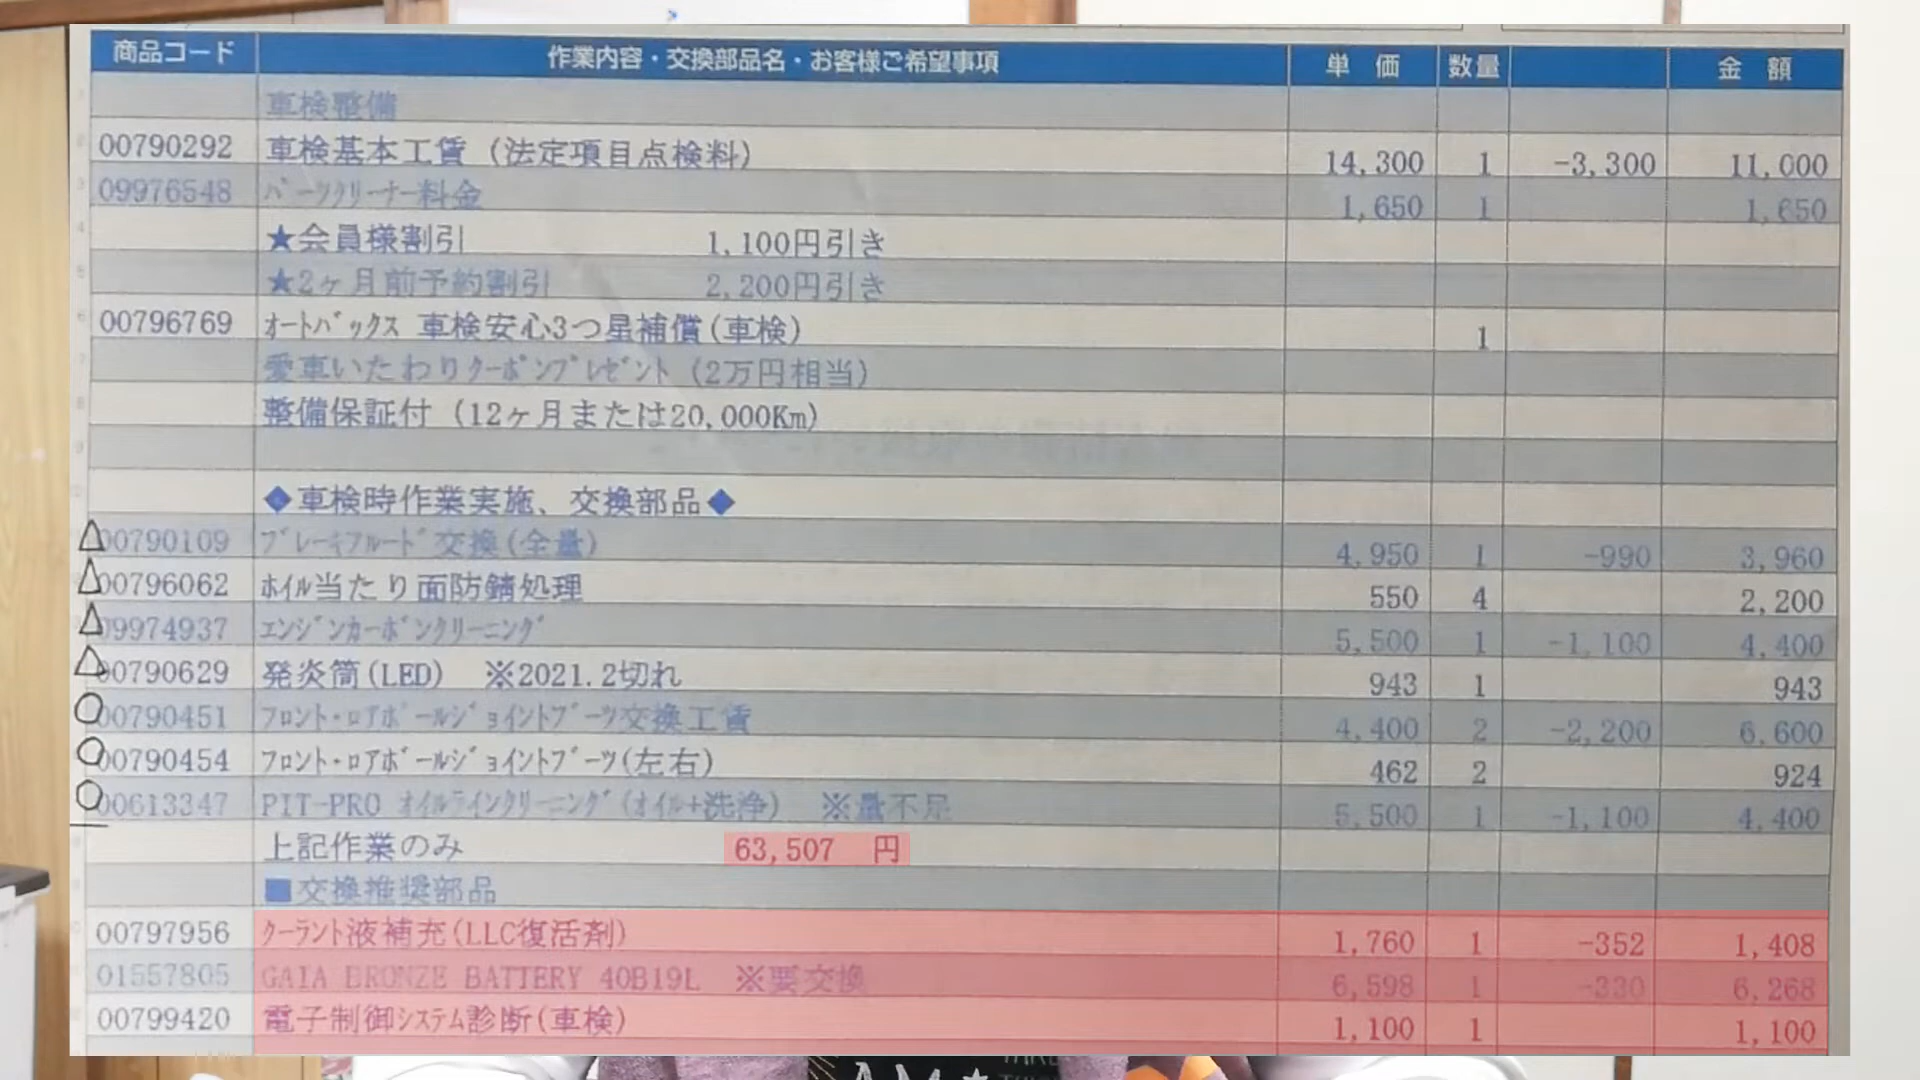 商品コード 作業内容・交換部品名・お客様ご希望事項 単 価 数量 金 額
車検整備
00790292 車検基本工賃（法定項目点検料） 14,300 1 -3,300 11,000
09976548 ﾊﾟｰﾂｸﾘｰﾅｰ料金 1,650 1 1,650
★会員様割引 1,100円引き
★2ヶ月前予約割引 2,200円引き
00796769 ｵｰﾄﾊﾞｯｸｽ 車検安心3つ星補償(車検) 1
愛車いたわりｸｰﾎﾟﾝﾌﾟﾚｾﾞﾝﾄ（2万円相当）
整備保証付（12ヶ月または20,000Km）
◆車検時作業実施、交換部品◆
△00790109 ﾌﾞﾚｰｷﾌﾙｰﾄﾞ交換(全量) 4,950 1 -990 3,960
△00796062 ﾎｲﾙ当たり面防錆処理 550 4 2,200
△09974937 ｴﾝｼﾞﾝｶｰﾎﾞﾝｸﾘｰﾆﾝｸﾞ 5,500 1 -1,100 4,400
△00790629 発炎筒(LED) ※2021.2切れ 943 1 943
○00790451 ﾌﾛﾝﾄ･ﾛｱﾎﾞｰﾙｼﾞｮｲﾝﾄﾌﾞｰﾂ交換工賃 4,400 2 -2,200 6,600
○00790454 ﾌﾛﾝﾄ･ﾛｱﾎﾞｰﾙｼﾞｮｲﾝﾄﾌﾞｰﾂ(左右) 462 2 924
○00613347 PIT-PRO ｵｲﾙﾗｲﾝｸﾘｰﾆﾝｸﾞ(ｵｲﾙ+洗浄) ※量不足 5,500 1 -1,100 4,400
上記作業のみ 63,507 円
■交換推奨部品
00797956 ｸｰﾗﾝﾄ液補充(LLC復活剤) 1,760 1 -352 1,408
01557805 GAIA BRONZE BATTERY 40B19L ※要交換 6,598 1 -330 6,268
00799420 電子制御ｼｽﾃﾑ診断(車検) 1,100 1 1,100